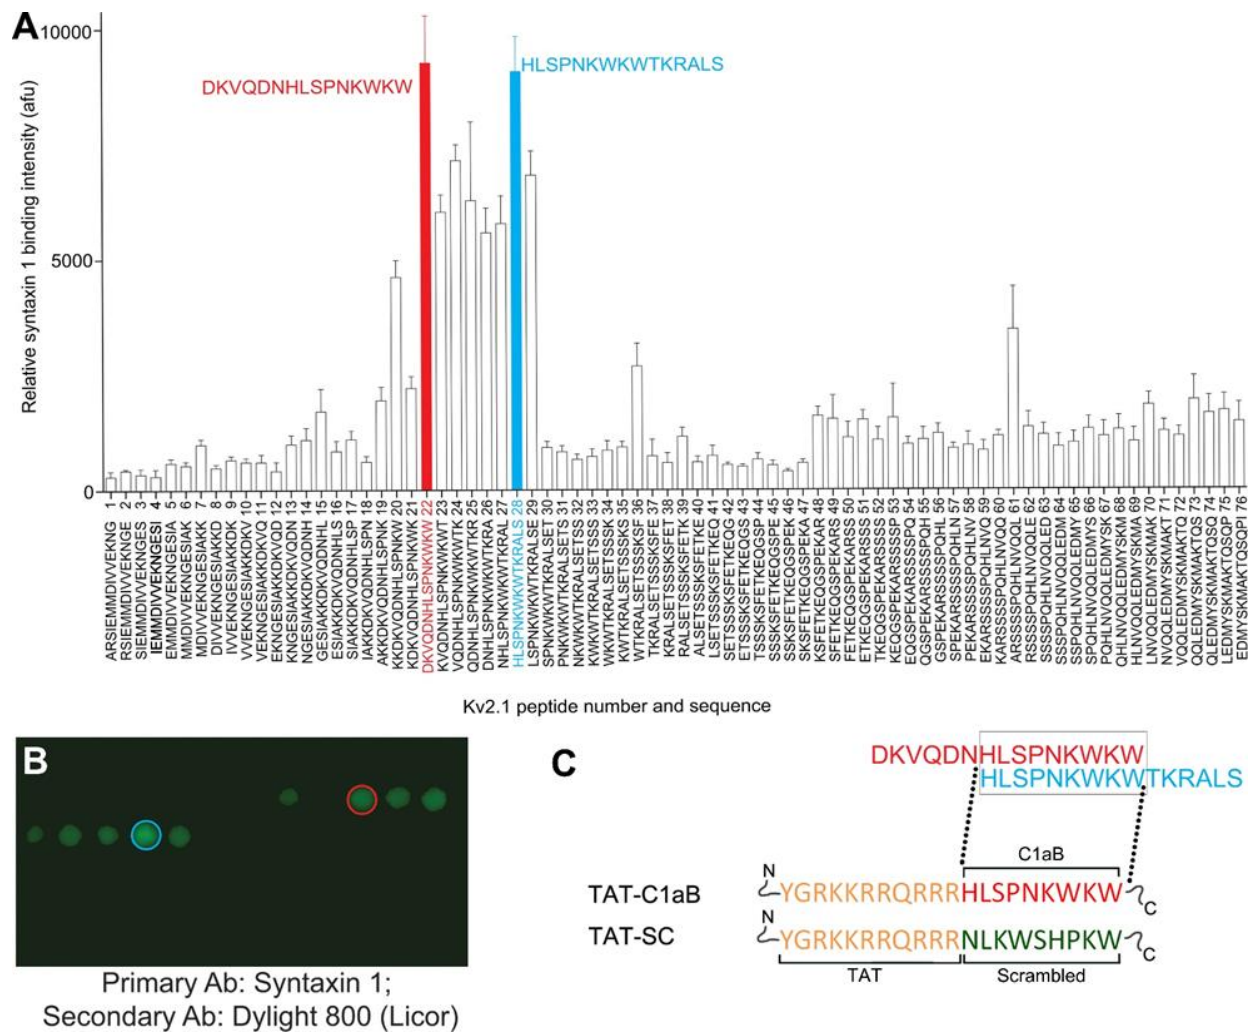 A
Relative syntaxin 1 binding intensity (afu)
10000
5000
0
DKVQDNHLSPNKWKW
HLSPNKWKWTKRALS
ARSIEMMDIVVEKNG 1
RSIEMMDIVVEKNGE 2
SIEMMDIVVEKNGES 3
IEMMDIVVEKNGESI 4
EMMDIVVEKNGESIA 5
MMDIVVEKNGESIAK 6
MDIVVEKNGESIAKK 7
DIVVEKNGESIAKKD 8
IVVEKNGESIAKKDK 9
VVEKNGESIAKKDKV 10
VEKNGESIAKKDKVQ 11
EKNGESIAKKDKVQD 12
KNGESIAKKDKVQDN 13
NGESIAKKDKVQDNH 14
GESIAKKDKVQDNHL 15
ESIAKKDKVQDNHLS 16
SIAKKDKVQDNHLSP 17
IAKKDKVQDNHLSPN 18
AKKDKVQDNHLSPNK 19
KKDKVQDNHLSPNKW 20
KDKVQDNHLSPNKWK 21
DKVQDNHLSPNKWKW 22
KVQDNHLSPNKWKWT 23
VQDNHLSPNKWKWTK 24
QDNHLSPNKWKWTKR 25
DNHLSPNKWKWTKRA 26
NHLSPNKWKWTKRAL 27
HLSPNKWKWTKRALS 28
LSPNKWKWTKRALSE 29
SPNKWKWTKRALSET 30
PNKWKWTKRALSETS 31
NKWKWTKRALSETSS 32
KWKWTKRALSETSSS 33
WKWTKRALSETSSSK 34
KWTKRALSETSSSKS 35
WTKRALSETSSSKSF 36
TKRALSETSSSKSFE 37
KRALSETSSSKSFET 38
RALSETSSSKSFETK 39
ALSETSSSKSFETKE 40
LSETSSSKSFETKEQ 41
SETSSSKSFETKEQG 42
ETSSSKSFETKEQGS 43
TSSSKSFETKEQGSP 44
SSSKSFETKEQGSPE 45
SSKSFETKEQGSPEK 46
SKSFETKEQGSPEKA 47
KSFETKEQGSPEKAR 48
SFETKEQGSPEKARS 49
FETKEQGSPEKARSS 50
ETKEQGSPEKARSSS 51
TKEQGSPEKARSSSS 52
KEQGSPEKARSSSSP 53
EQGSPEKARSSSSPQ 54
QGSPEKARSSSSPQH 55
GSPEKARSSSSPQHL 56
SPEKARSSSSPQHLN 57
PEKARSSSSPQHLNV 58
EKARSSSSPQHLNVQ 59
KARSSSSPQHLNVQQ 60
ARSSSSPQHLNVQQL 61
RSSSSPQHLNVQQLE 62
SSSSPQHLNVQQLED 63
SSSPQHLNVQQLEDM 64
SSPQHLNVQQLEDMY 65
SPQHLNVQQLEDMYS 66
PQHLNVQQLEDMYSK 67
QHLNVQQLEDMYSKM 68
HLNVQQLEDMYSKMA 69
LNVQQLEDMYSKMAK 70
NVQQLEDMYSKMAKT 71
VQQLEDMYSKMAKTQ 72
QQLEDMYSKMAKTQS 73
QLEDMYSKMAKTQSQ 74
LEDMYSKMAKTQSQP 75
EDMYSKMAKTQSQPI 76
Kv2.1 peptide number and sequence
B
Primary Ab: Syntaxin 1;
Secondary Ab: Dylight 800 (Licor)
C
DKVQDNHLSPNKWKW
HLSPNKWKWTKRALS
C1aB
TAT-C1aB N YGRKKRRQRRRHLSPNKWKW C
TAT-SC N YGRKKRRQRRRNLKWSHPKW C
TAT Scrambled